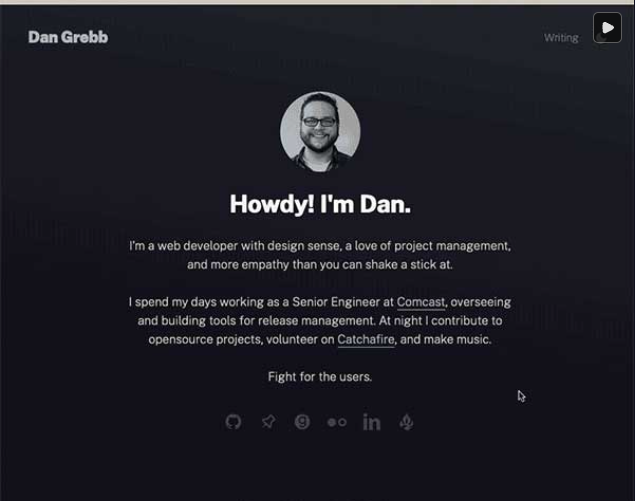 Dan Grebb
Writing
Howdy! I'm Dan.
I'm a web developer with design sense, a love of project management,
and more empathy than you can shake a stick at.
I spend my days working as a Senior Engineer at Comcast, overseeing
and building tools for release management. At night I contribute to
opensource projects, volunteer on Catchafire, and make music.
Fight for the users.
in